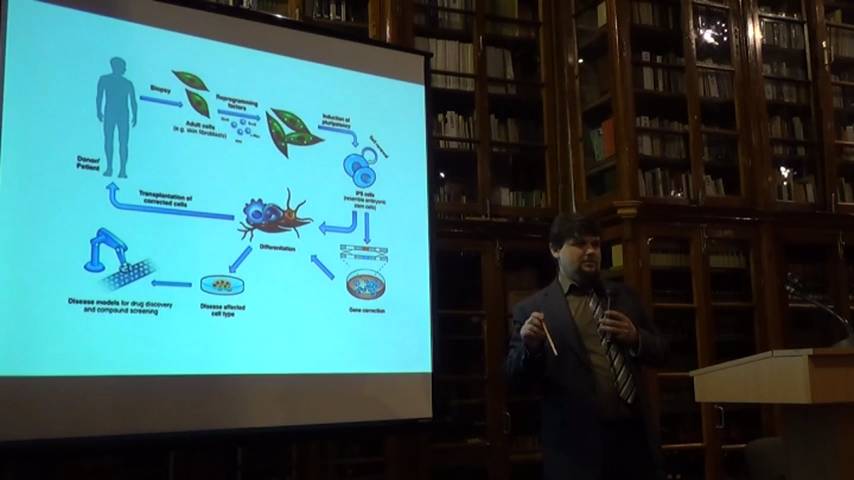 Biopsy
Reprogramming
factors
Adult cells
(e.g. skin fibroblasts)
Induction of
pluripotency
Donor/
Patient
iPS cells
(resemble embryonic
stem cells)
Transplantation of
corrected cells
Differentiation
Gene correction
Disease affected
cell type
Disease models for drug discovery
and compound screening